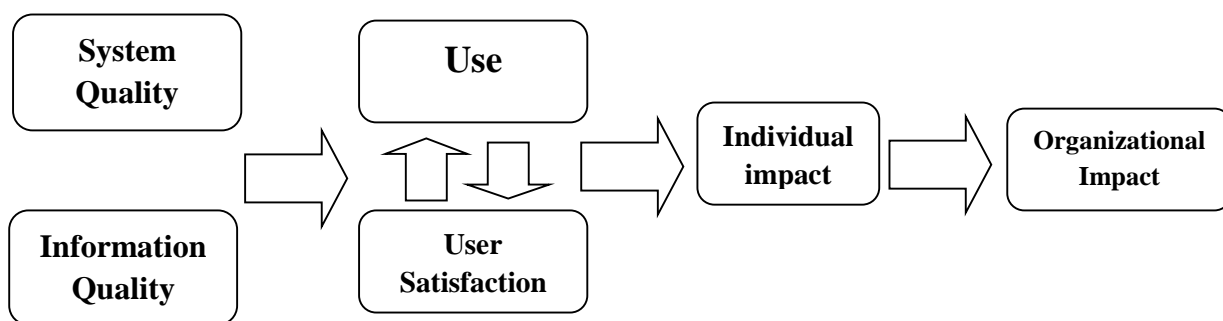 System
Quality
Use
Information
Quality
User
Satisfaction
Individual
impact
Organizational
Impact